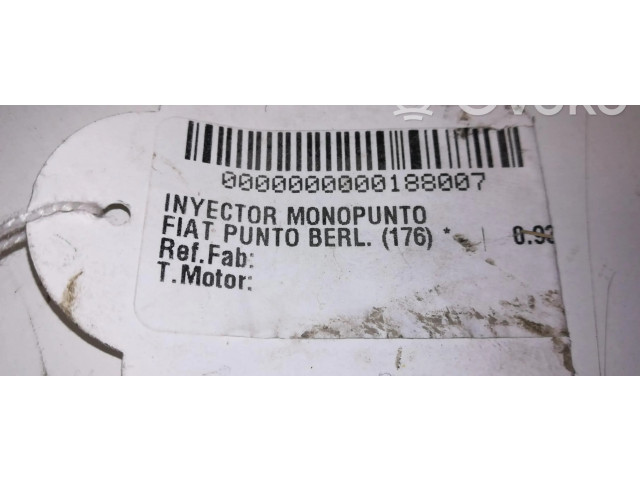 0000000000188007
INYECTOR MONOPUNTO
FIAT PUNTO BERL. (176) *
Ref.Fab:
T.Motor: